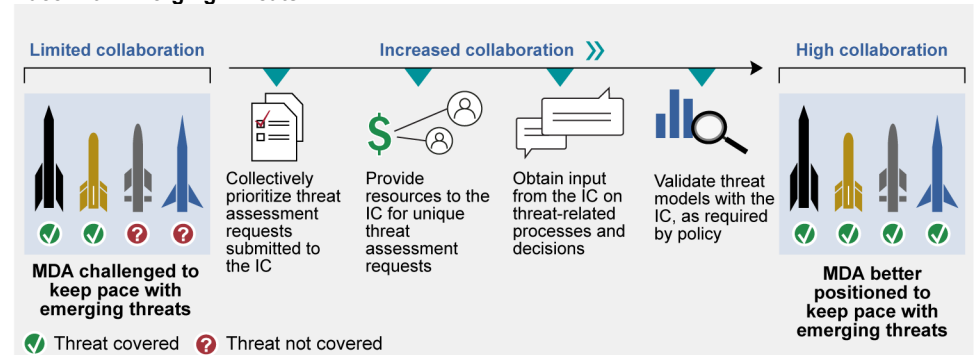 Limited collaboration
Increased collaboration
High collaboration
Collectively
prioritize threat
assessment
requests
submitted to
the IC
Provide
resources to the
IC for unique
threat
assessment
requests
Obtain input
from the IC on
threat-related
processes and
decisions
Validate threat
models with the
IC, as required
by policy
MDA challenged to
keep pace with
emerging threats
MDA better
positioned to
keep pace with
emerging threats
Threat covered
Threat not covered